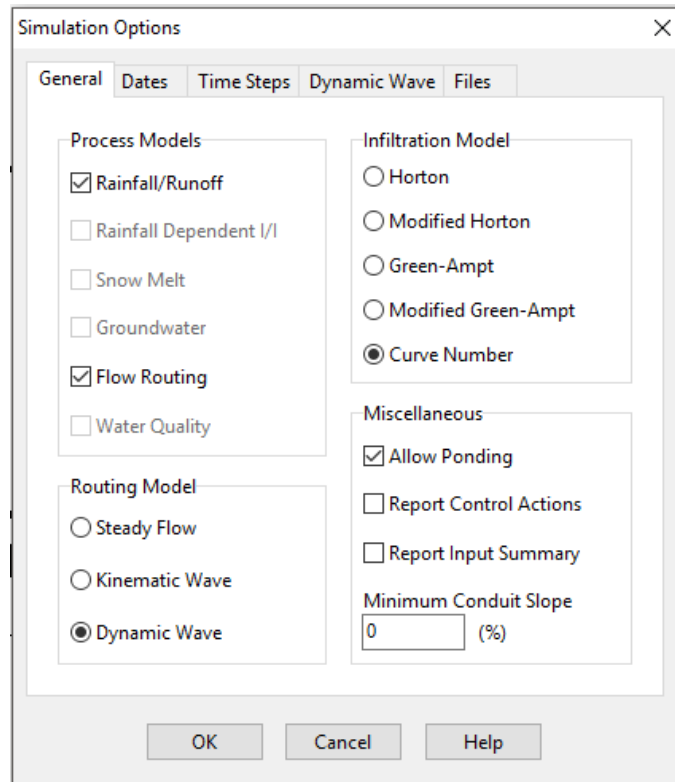 Simulation Options
General Dates Time Steps Dynamic Wave Files
Process Models
Rainfall/Runoff
Rainfall Dependent I/I
Snow Melt
Groundwater
Flow Routing
Water Quality
Routing Model
Steady Flow
Kinematic Wave
Dynamic Wave
Infiltration Model
Horton
Modified Horton
Green-Ampt
Modified Green-Ampt
Curve Number
Miscellaneous
Allow Ponding
Report Control Actions
Report Input Summary
Minimum Conduit Slope
0 (%)
OK Cancel Help